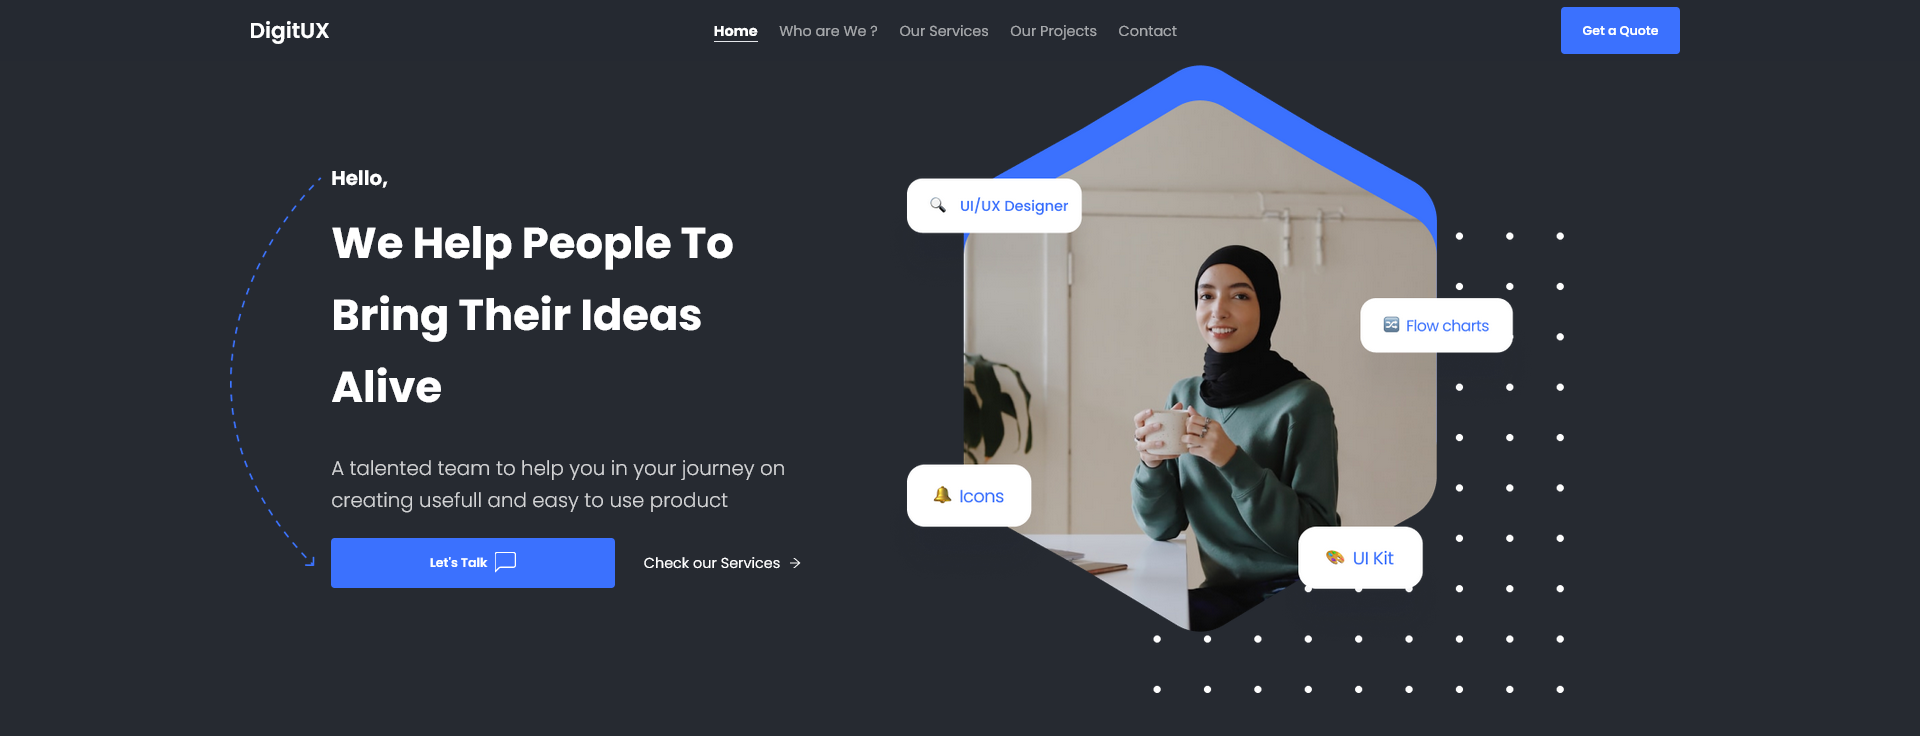 DigitUX
Home
Who are We ?
Our Services
Our Projects
Contact
Get a Quote
Hello,
We Help People To
Bring Their Ideas
Alive
A talented team to help you in your journey on
creating usefull and easy to use product
Let's Talk
Check our Services
UI/UX Designer
Flow charts
Icons
UI Kit